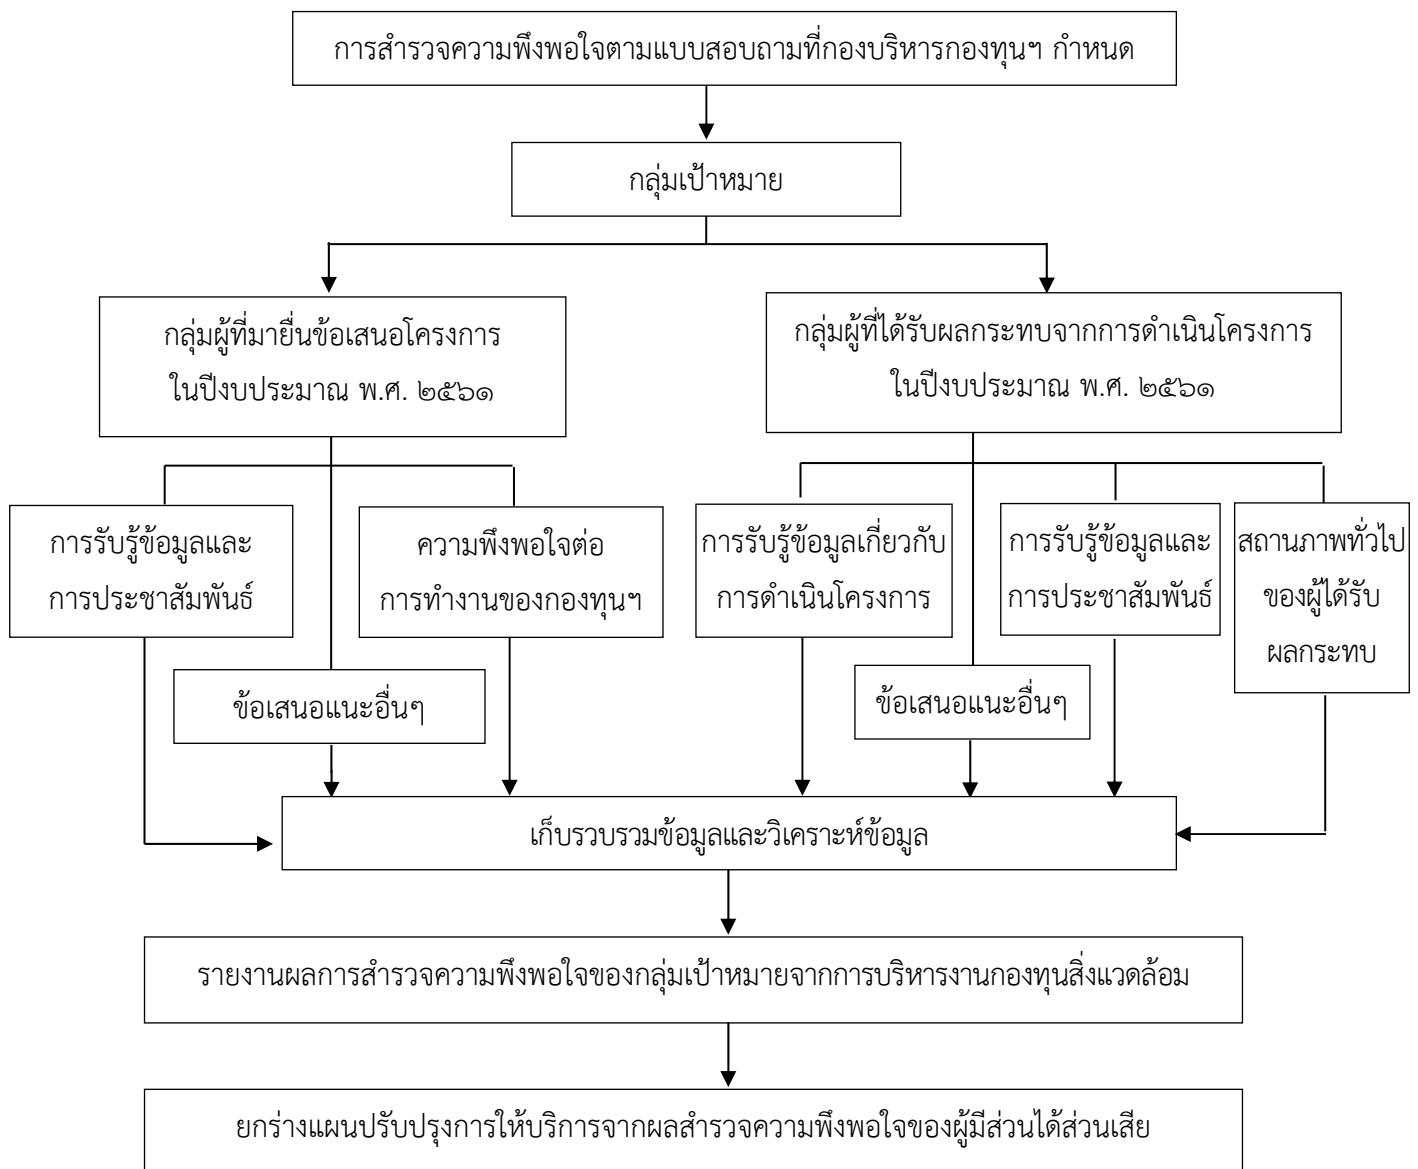 การสำรวจความพึงพอใจตามแบบสอบถามที่กองบริหารกองทุนฯ กำหนด
กลุ่มเป้าหมาย
กลุ่มผู้ที่มายื่นข้อเสนอโครงการ
ในปีงบประมาณ พ.ศ. ๒๕๖๑
กลุ่มผู้ที่ได้รับผลกระทบจากการดำเนินโครงการ
ในปีงบประมาณ พ.ศ. ๒๕๖๑
การรับรู้ข้อมูลและ
การประชาสัมพันธ์
ความพึงพอใจต่อ
การทำงานของกองทุนฯ
การรับรู้ข้อมูลเกี่ยวกับ
การดำเนินโครงการ
การรับรู้ข้อมูลและ
การประชาสัมพันธ์
สถานภาพทั่วไป
ของผู้ได้รับ
ผลกระทบ
ข้อเสนอแนะอื่นๆ
ข้อเสนอแนะอื่นๆ
เก็บรวบรวมข้อมูลและวิเคราะห์ข้อมูล
รายงานผลการสำรวจความพึงพอใจของกลุ่มเป้าหมายจากการบริหารงานกองทุนสิ่งแวดล้อม
ยกร่างแผนปรับปรุงการให้บริการจากผลสำรวจความพึงพอใจของผู้มีส่วนได้ส่วนเสีย